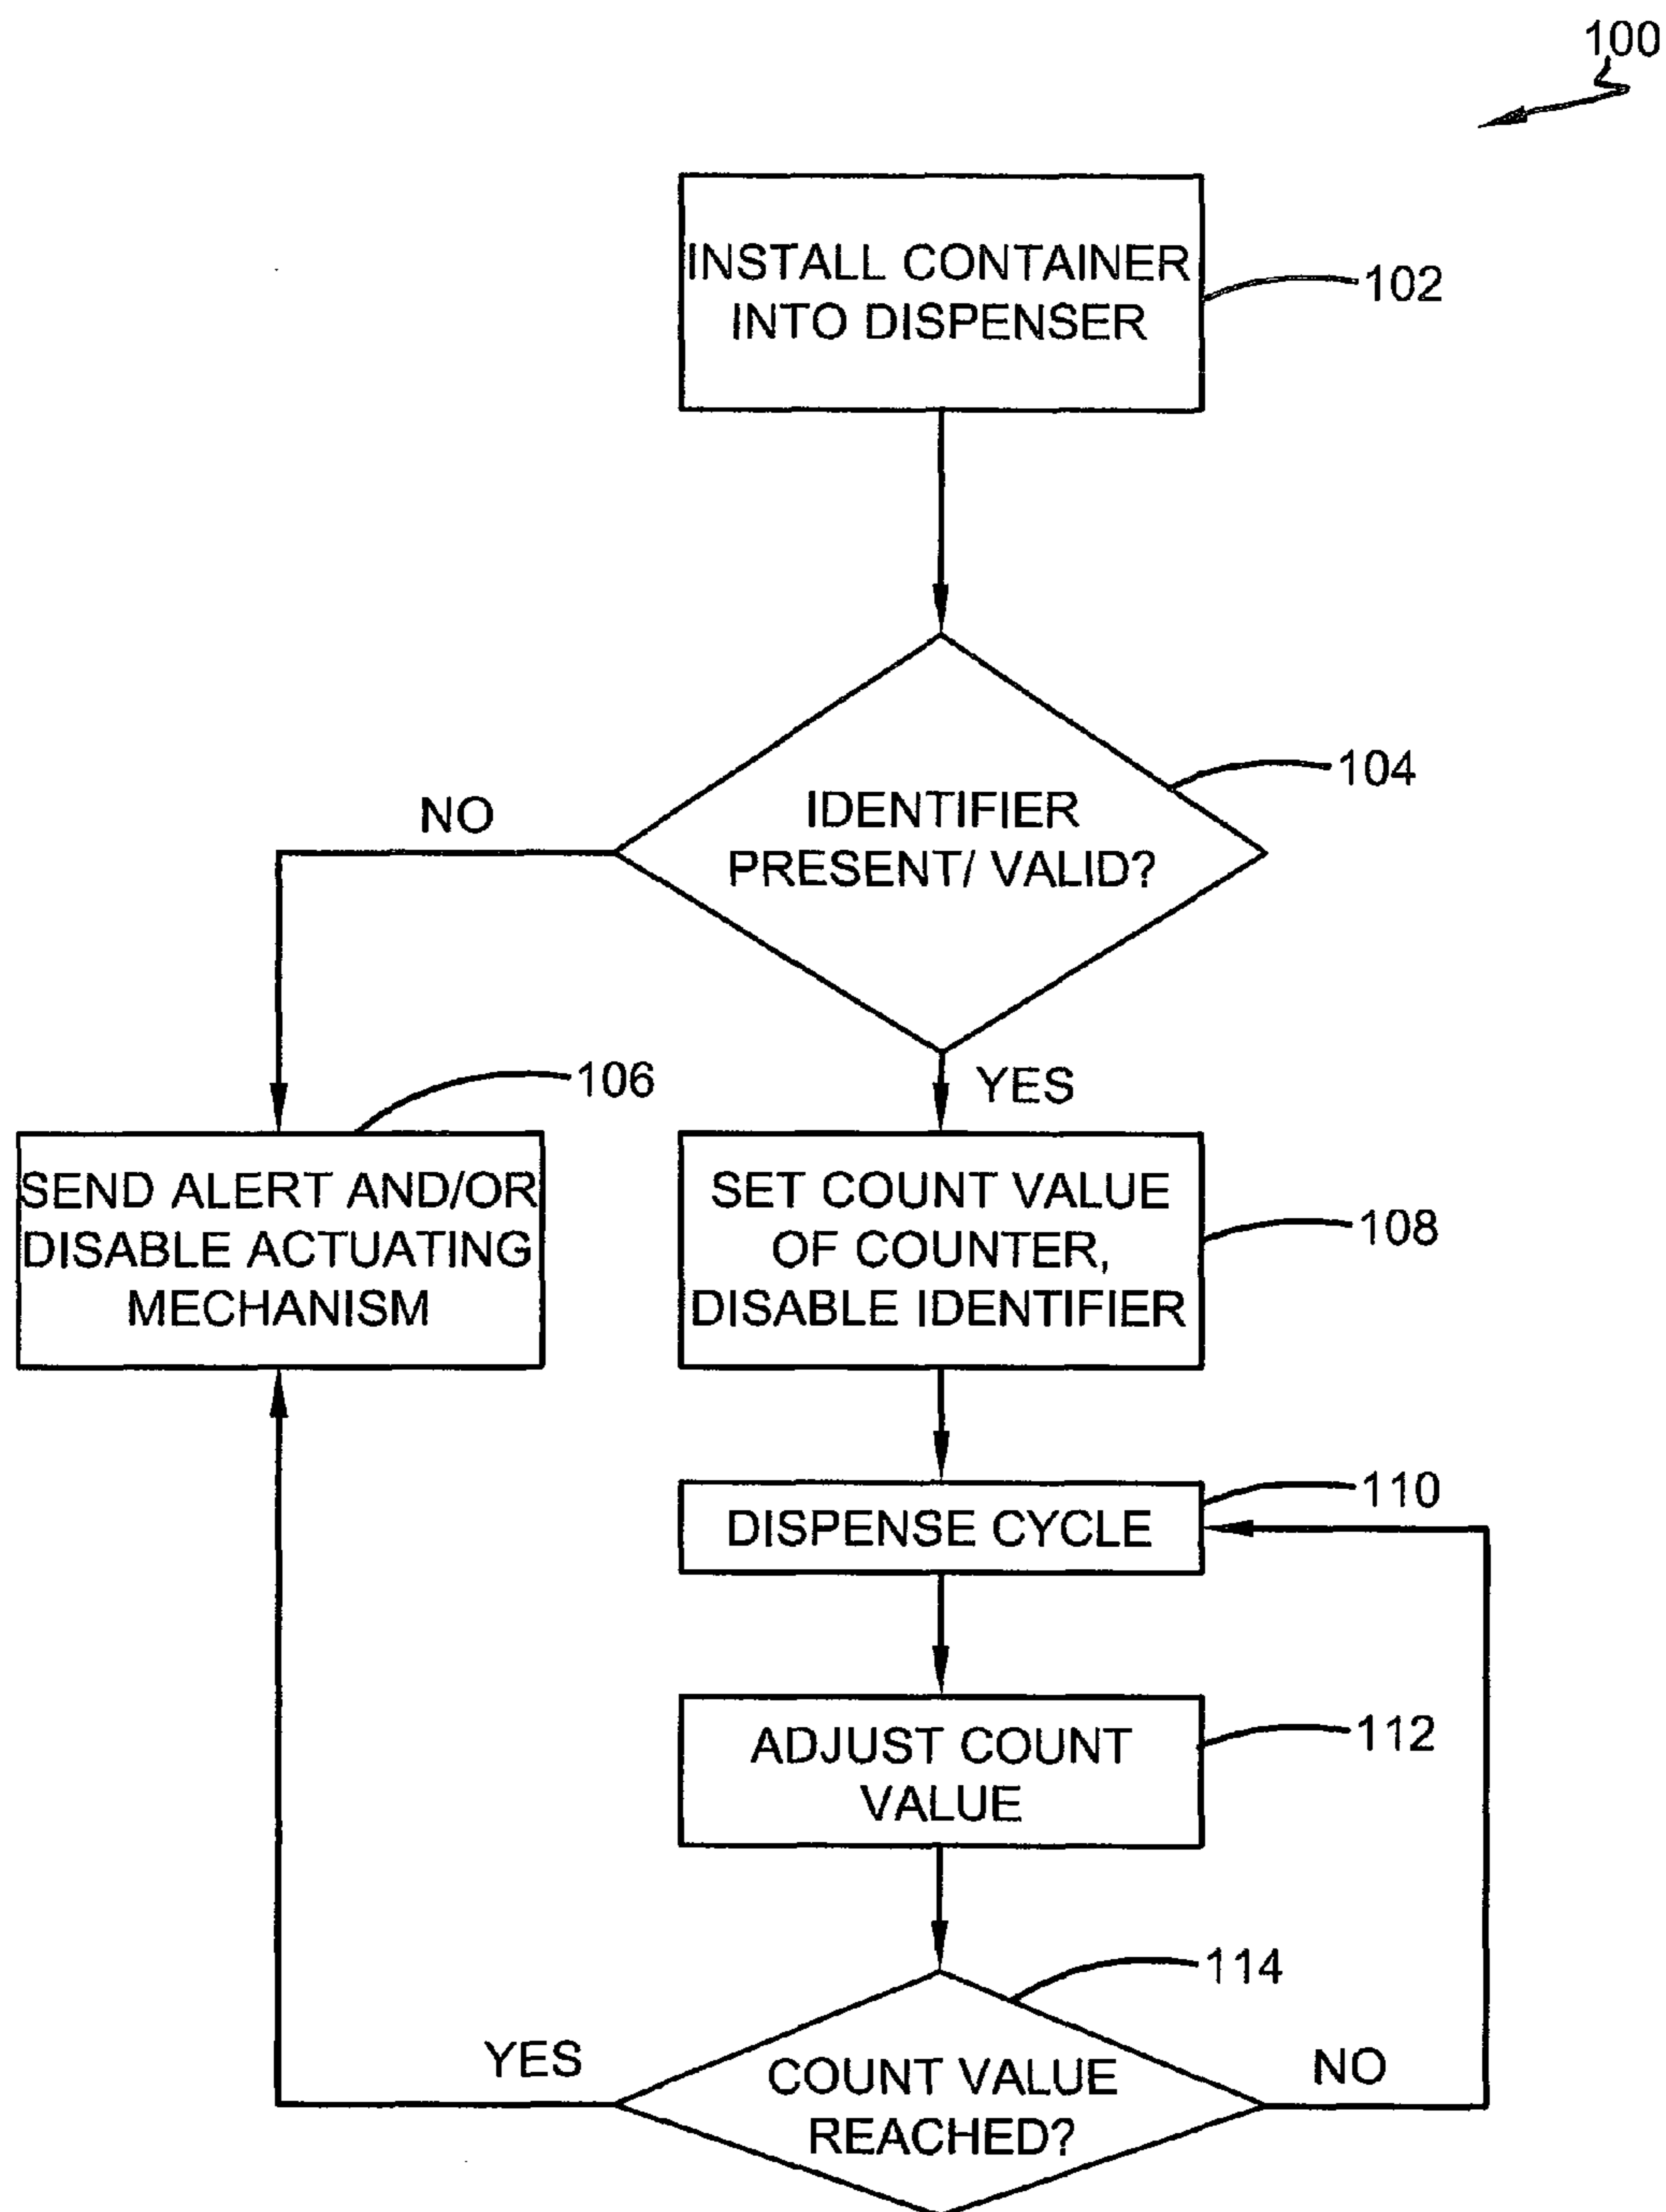 100
INSTALL CONTAINER
INTO DISPENSER
102
IDENTIFIER
PRESENT/ VALID?
104
NO
YES
106
SEND ALERT AND/OR
DISABLE ACTUATING
MECHANISM
SET COUNT VALUE
OF COUNTER,
DISABLE IDENTIFIER
108
DISPENSE CYCLE
110
ADJUST COUNT
VALUE
112
114
YES
COUNT VALUE
REACHED?
NO